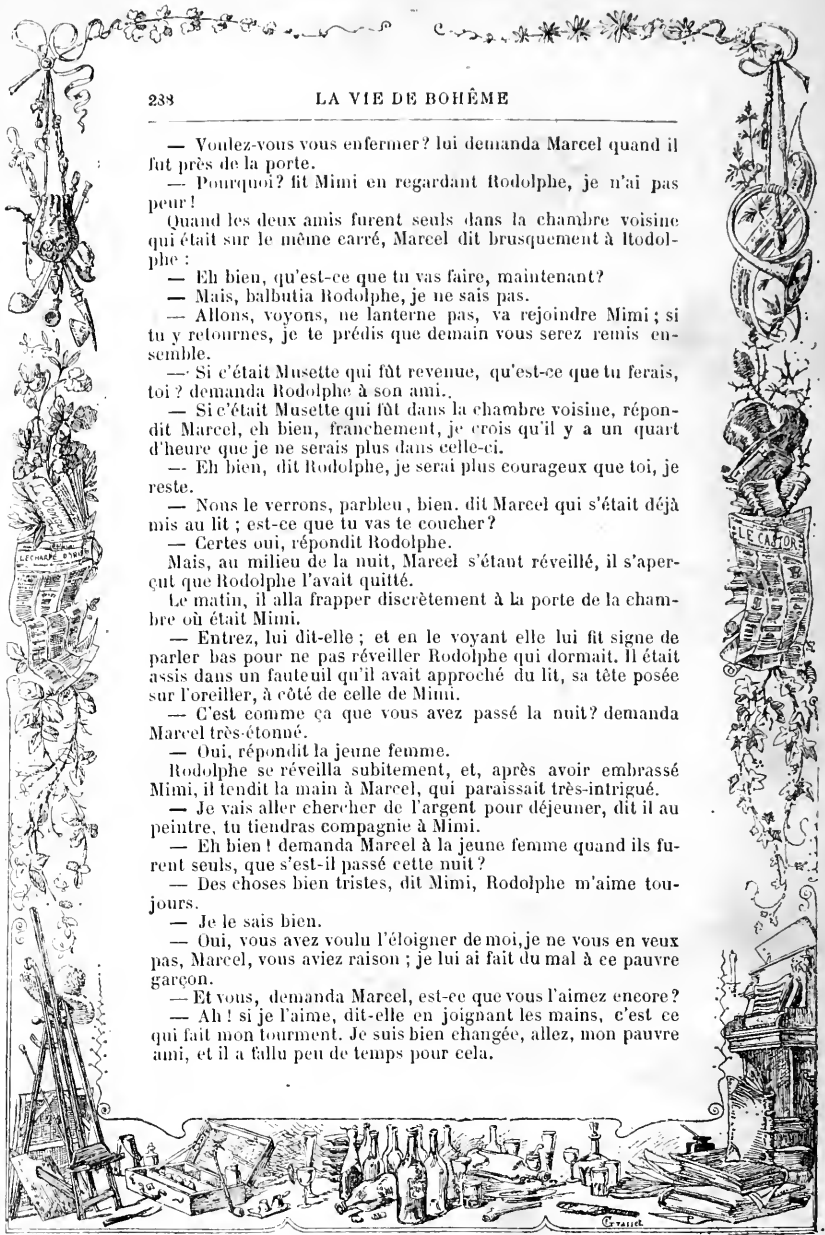 238 LA VIE DE BOHÊME
— Voulez-vous vous enfermer? lui demanda Marcel quand il
fut près de la porte.
— Pourquoi? fit Mimi en regardant Rodolphe, je n'ai pas
peur!
Quand les deux amis furent seuls dans la chambre voisine
qui était sur le même carré, Marcel dit brusquement à Rodol-
phe :
— Eh bien, qu'est-ce que tu vas faire, maintenant?
— Mais, balbutia Rodolphe, je ne sais pas.
— Allons, voyons, ne lanterne pas, va rejoindre Mimi ; si
tu y retournes, je te prédis que demain vous serez remis en-
semble.
— Si c'était Musette qui fût revenue, qu'est-ce que tu ferais,
toi ? demanda Rodolphe à son ami..
— Si c'était Musette qui fût dans la chambre voisine, répon-
dit Marcel, eh bien, franchement, je crois qu'il y a un quart
d'heure que je ne serais plus dans celle-ci.
— Eh bien, dit Rodolphe, je serai plus courageux que toi, je
reste.
— Nous le verrons, parbleu, bien. dit Marcel qui s'était déjà
mis au lit ; est-ce que tu vas te coucher?
— Certes oui, répondit Rodolphe.
Mais, au milieu de la nuit, Marcel s'étant réveillé, il s'aper-
çut que Rodolphe l'avait quitté.
Le matin, il alla frapper discrètement à la porte de la cham-
bre où était Mimi.
— Entrez, lui dit-elle ; et en le voyant elle lui fit signe de
parler bas pour ne pas réveiller Rodolphe qui dormait. Il était
assis dans un fauteuil qu'il avait approché du lit, sa tête posée
sur l'oreiller, à côté de celle de Mimi.
— C'est comme ça que vous avez passé la nuit? demanda
Marcel très-étonné.
— Oui, répondit la jeune femme.
Rodolphe se réveilla subitement, et, après avoir embrassé
Mimi, il tendit la main à Marcel, qui paraissait très-intrigué.
— Je vais aller chercher de l'argent pour déjeuner, dit il au
peintre, tu tiendras compagnie à Mimi.
— Eh bien ! demanda Marcel à la jeune femme quand ils fu-
rent seuls, que s'est-il passé cette nuit ?
— Des choses bien tristes, dit Mimi, Rodolphe m'aime tou-
jours.
— Je le sais bien.
— Oui, vous avez voulu l'éloigner de moi, je ne vous en veux
pas, Marcel, vous aviez raison ; je lui ai fait du mal à ce pauvre
garçon.
— Et vous, demanda Marcel, est-ce que vous l'aimez encore?
— Ah ! si je l'aime, dit-elle en joignant les mains, c'est ce
qui fait mon tourment. Je suis bien changée, allez, mon pauvre
ami, et il a fallu peu de temps pour cela.
L'ECHARPE D'IRIS
LE CASTOR
Grasset